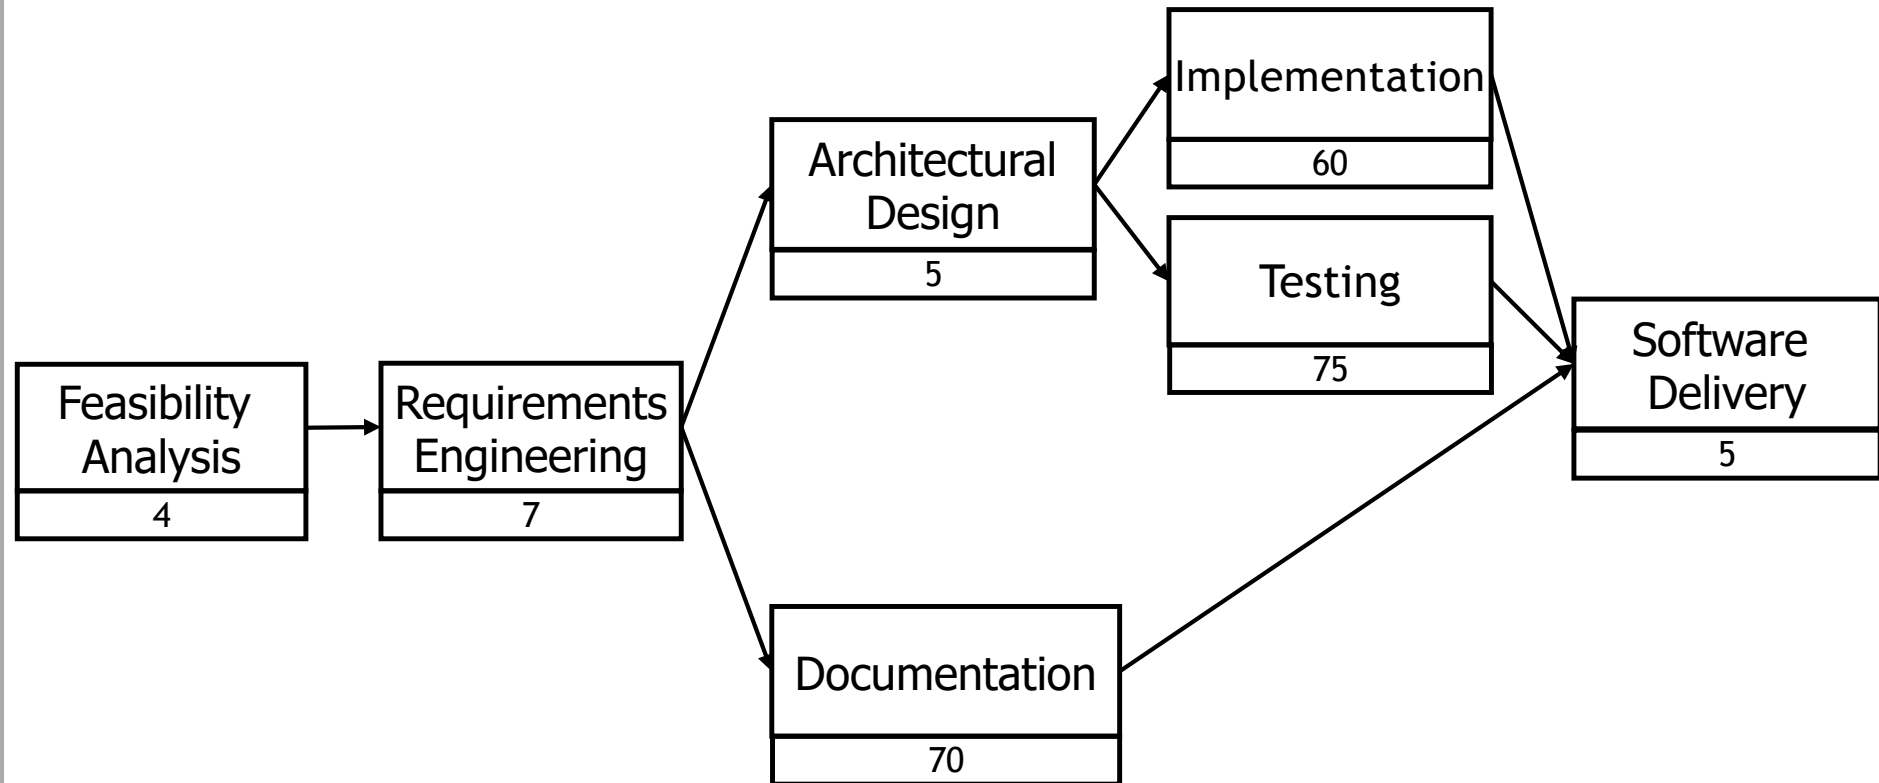 Feasibility
Analysis
4
Requirements
Engineering
7
Architectural
Design
5
Documentation
70
Implementation
60
Testing
75
Software
Delivery
5